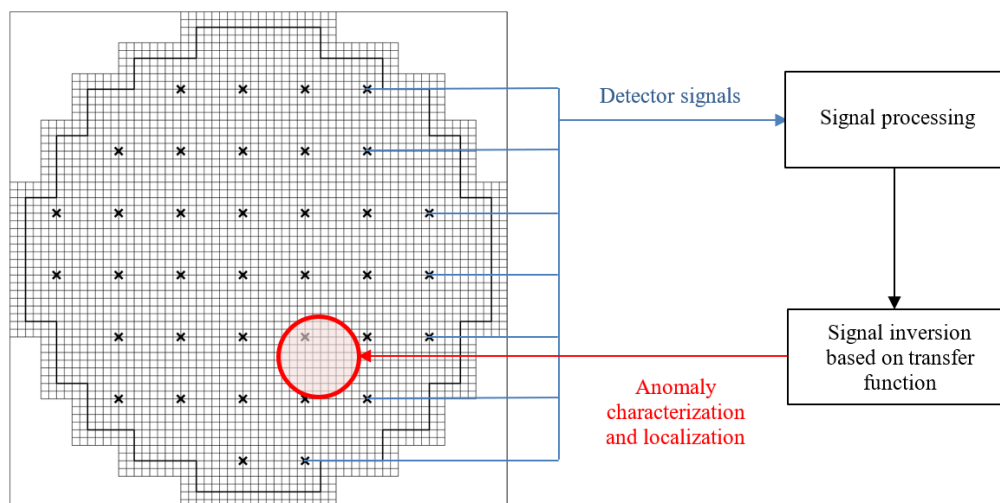 Detector signals
Signal processing
Signal inversion
based on transfer
function
Anomaly
characterization
and localization